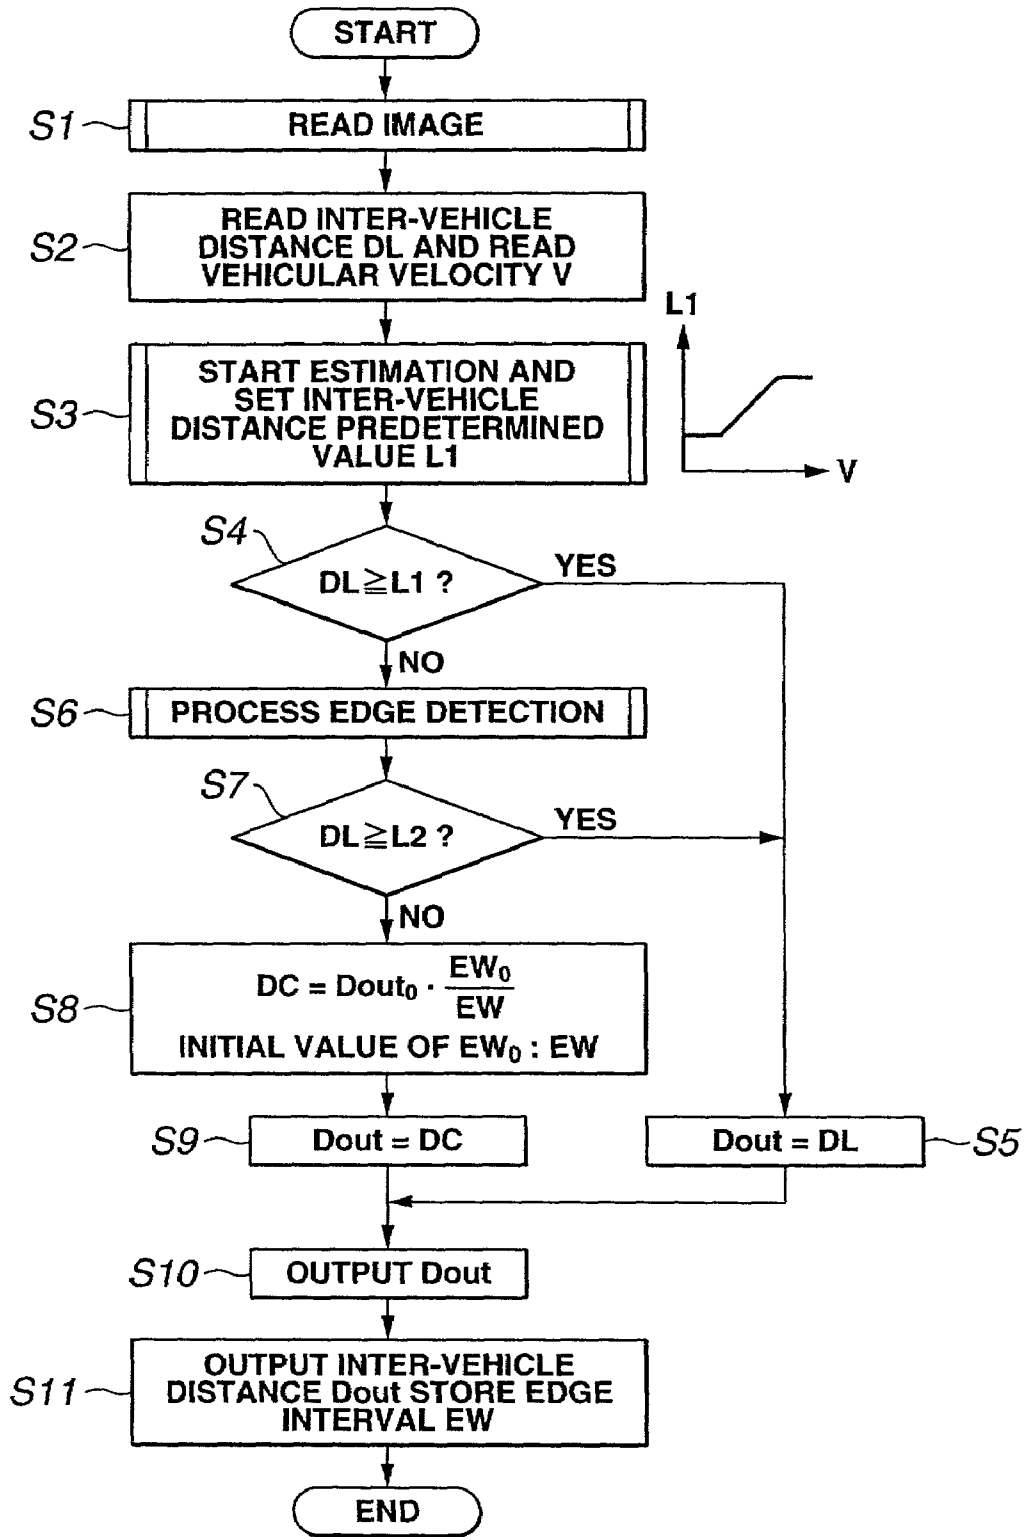 START
S1
READ IMAGE
S2
READ INTER-VEHICLE
DISTANCE DL AND READ
VEHICULAR VELOCITY V
S3
START ESTIMATION AND
SET INTER-VEHICLE
DISTANCE PREDETERMINED
VALUE L1
L1
V
S4
DL≧L1 ?
YES
NO
S6
PROCESS EDGE DETECTION
S7
DL≧L2 ?
YES
NO
S8
DC = Dout₀ · EW₀/EW
INITIAL VALUE OF EW₀ : EW
S9
Dout = DC
Dout = DL
S5
S10
OUTPUT Dout
S11
OUTPUT INTER-VEHICLE
DISTANCE Dout STORE EDGE
INTERVAL EW
END